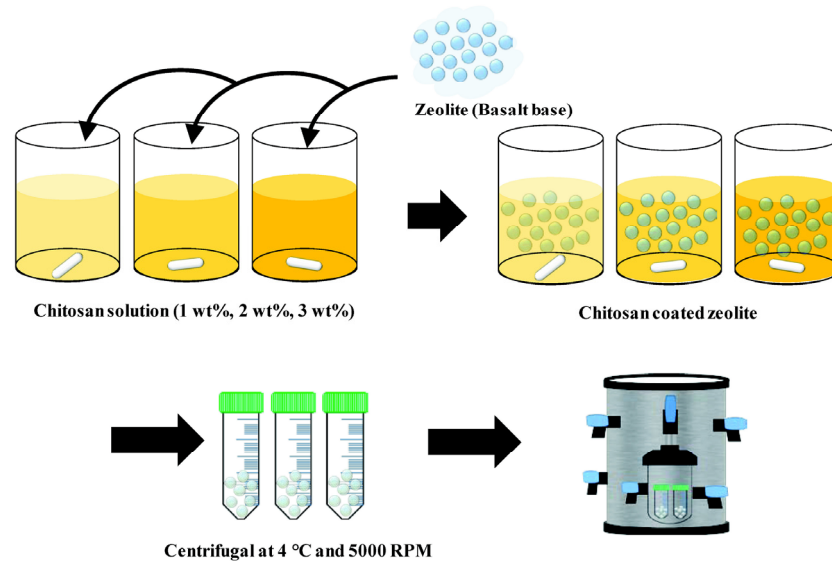 Zeolite (Basalt base)
Chitosan solution (1 wt%, 2 wt%, 3 wt%)
Chitosan coated zeolite
Centrifugal at 4 °C and 5000 RPM